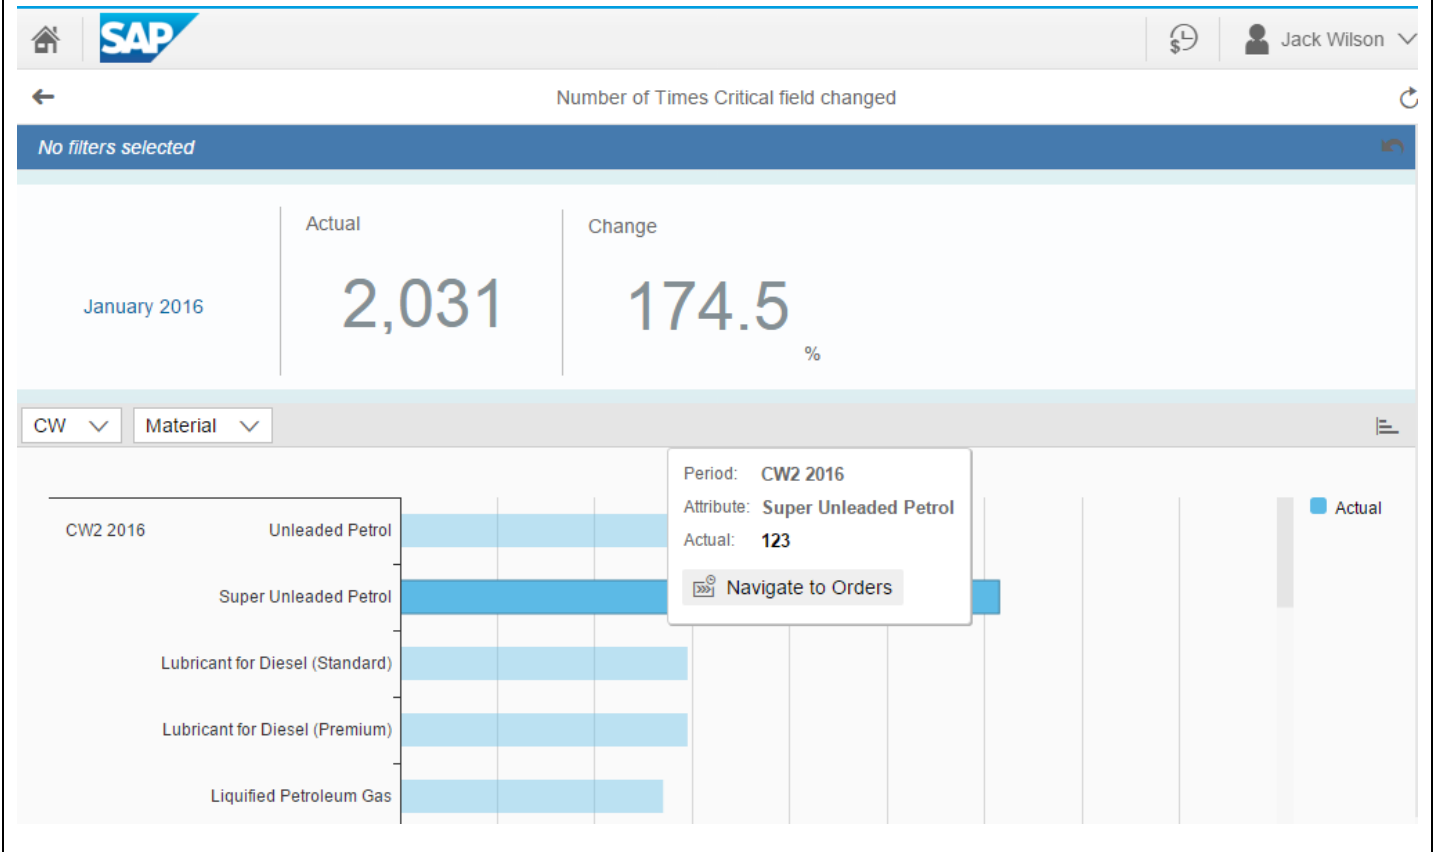 SAP
$
Jack Wilson
Number of Times Critical field changed
No filters selected
January 2016
Actual
2,031
Change
174.5
%
CW
Material
Period: CW2 2016
Attribute: Super Unleaded Petrol
Actual: 123
Navigate to Orders
Actual
CW2 2016
Unleaded Petrol
Super Unleaded Petrol
Lubricant for Diesel (Standard)
Lubricant for Diesel (Premium)
Liquified Petroleum Gas